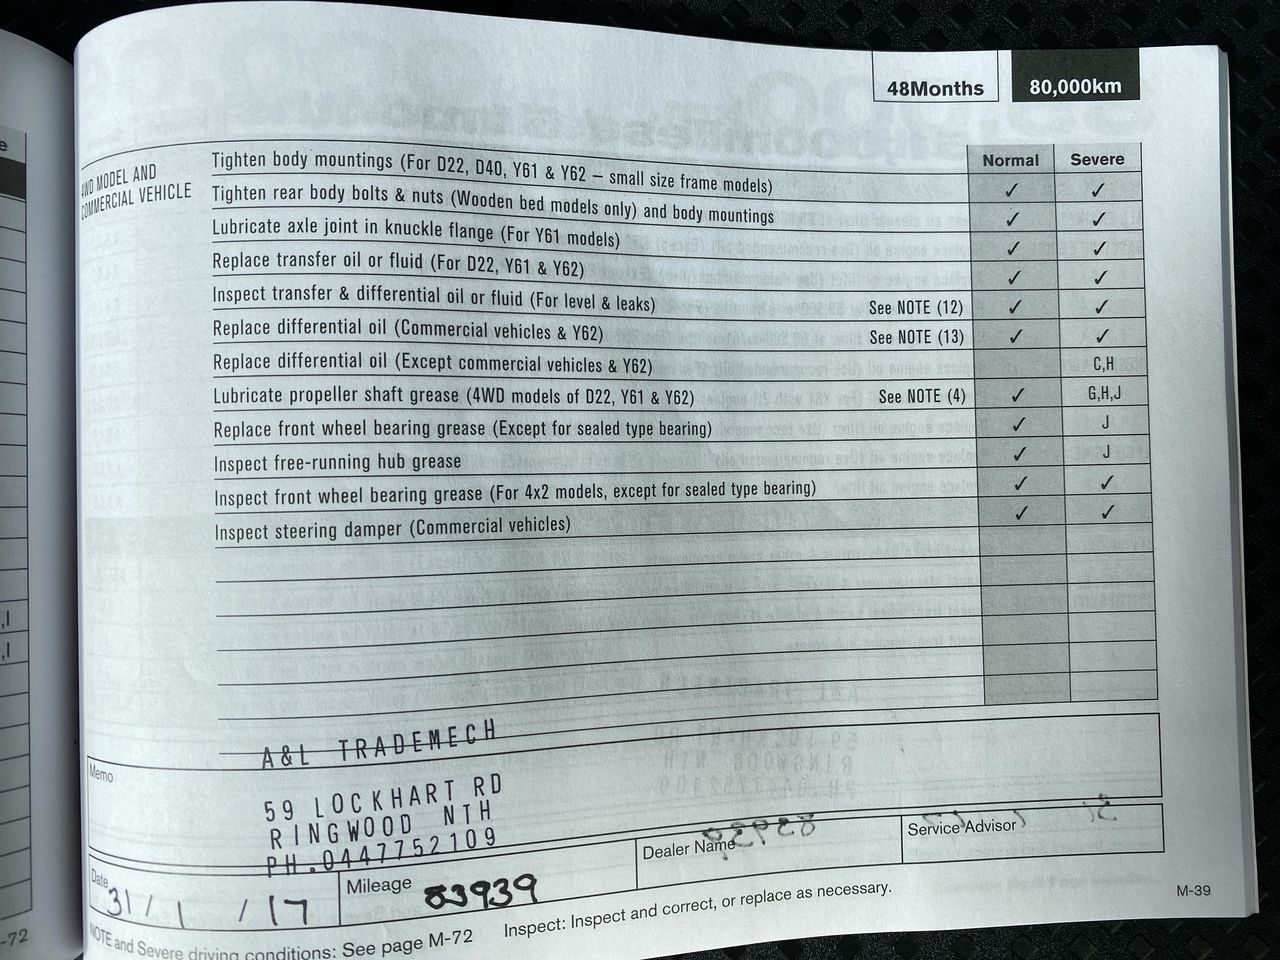 48Months 80,000km
Normal Severe
4WD MODEL AND
COMMERCIAL VEHICLE
Tighten body mountings (For D22, D40, Y61 & Y62 – small size frame models) ✓ ✓
Tighten rear body bolts & nuts (Wooden bed models only) and body mountings ✓ ✓
Lubricate axle joint in knuckle flange (For Y61 models) ✓ ✓
Replace transfer oil or fluid (For D22, Y61 & Y62) ✓ ✓
Inspect transfer & differential oil or fluid (For level & leaks) See NOTE (12) ✓ ✓
Replace differential oil (Commercial vehicles & Y62) See NOTE (13) ✓ ✓
Replace differential oil (Except commercial vehicles & Y62) C,H
Lubricate propeller shaft grease (4WD models of D22, Y61 & Y62) See NOTE (4) ✓ G,H,J
Replace front wheel bearing grease (Except for sealed type bearing) ✓ J
Inspect free-running hub grease ✓ J
Inspect front wheel bearing grease (For 4x2 models, except for sealed type bearing) ✓ ✓
Inspect steering damper (Commercial vehicles) ✓ ✓
Memo
A&L TRADEMECH
59 LOCKHART RD
RINGWOOD NTH
PH.0447752109
Date 31/1/17
Mileage 83939
Dealer Name
Service Advisor
NOTE and Severe driving conditions: See page M-72
Inspect: Inspect and correct, or replace as necessary.
M-39
-72